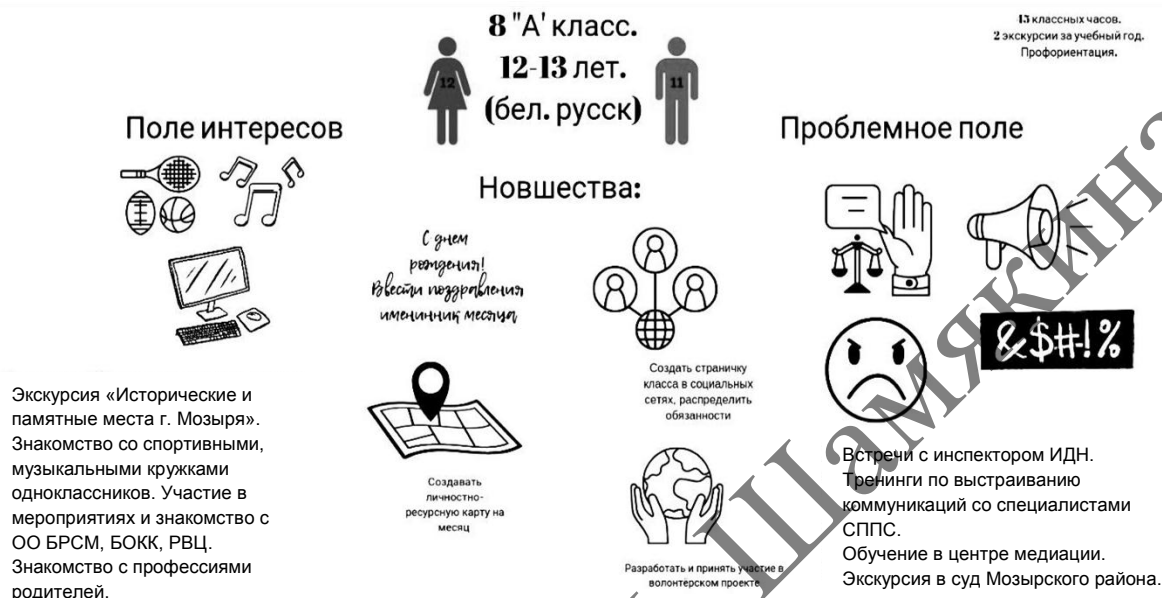 8 "А' класс.
12-13 лет.
(бел. русск)
12
11
15 классных часов.
2 экскурсии за учебный год.
Профориентация.
Поле интересов
Проблемное поле
Новшества:
С днем
рождения!
Ввести поздравления
именинник месяца
Создать страничку
класса в социальных
сетях, распределить
обязанности
&$#!%
Создавать
личностно-
ресурсную карту на
месяц
Разработать и принять участие в
волонтёрском проекте
Экскурсия «Исторические и
памятные места г. Мозыря».
Знакомство со спортивными,
музыкальными кружками
одноклассников. Участие в
мероприятиях и знакомство с
ОО БРСМ, БОКК, РВЦ.
Знакомство с профессиями
родителей.
Встречи с инспектором ИДН.
Тренинги по выстраиванию
коммуникаций со специалистами
СППС.
Обучение в центре медиации.
Экскурсия в суд Мозырского района.
Шамякина